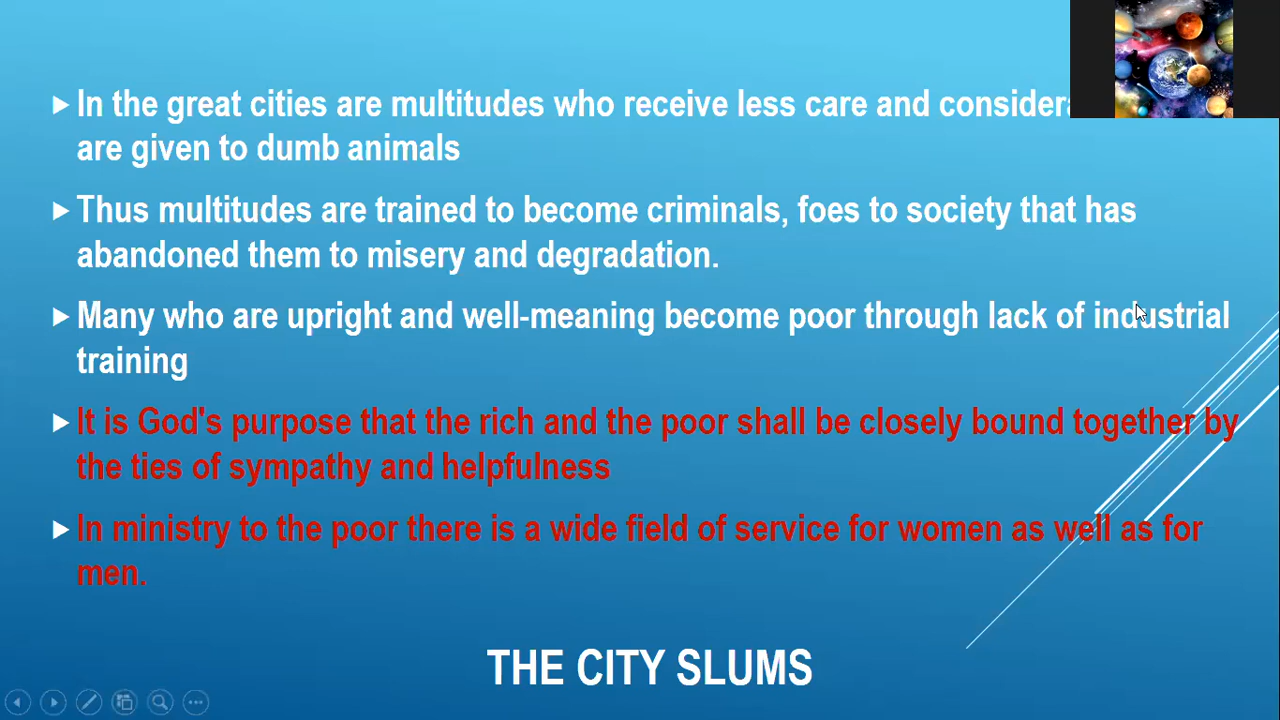 In the great cities are multitudes who receive less care and
are given to dumb animals
Thus multitudes are trained to become criminals, foes to society that has
abandoned them to misery and degradation.
Many who are upright and well-meaning become poor through lack of industrial
training
It is God's purpose that the rich and the poor shall be closely bound together by
the ties of sympathy and helpfulness
In ministry to the poor there is a wide field of service for women as well as for
men.
THE CITY SLUMS